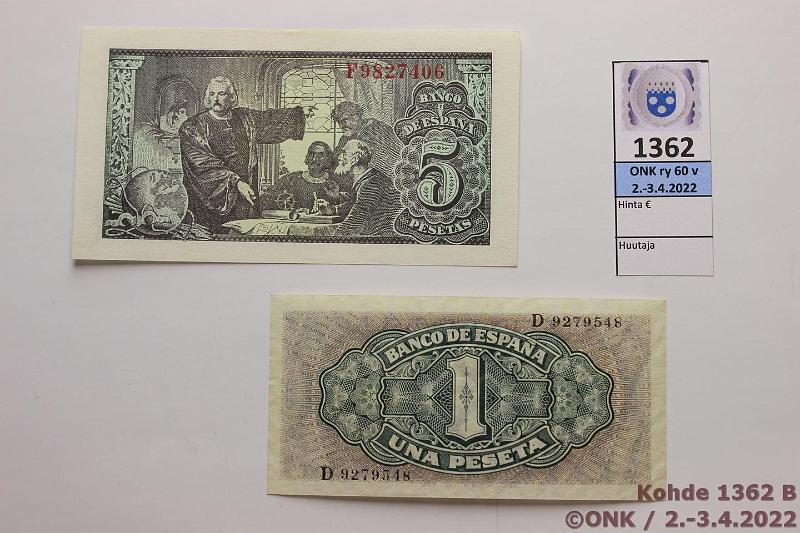 F9827406
BANCO
DE ESPAÑA
5
PESETAS
1362
ONK ry 60 v
2.-3.4.2022
Hinta €
Huutaja
D 9279548
BANCO DE ESPAÑA
1
UNA PESETA
D 9279548
Kohde 1362 B
©ONK / 2.-3.4.2022